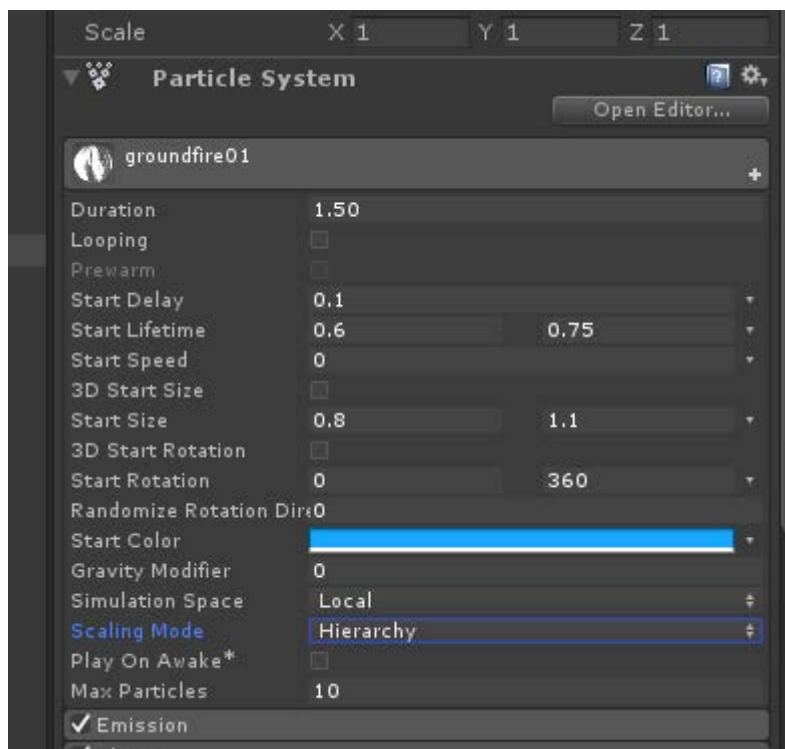 Scale X 1 Y 1 Z 1
Particle System
Open Editor...
groundfire01
Duration 1.50
Looping
Prewarm
Start Delay 0.1
Start Lifetime 0.6 0.75
Start Speed 0
3D Start Size
Start Size 0.8 1.1
3D Start Rotation
Start Rotation 0 360
Randomize Rotation Dire 0
Start Color
Gravity Modifier 0
Simulation Space Local
Scaling Mode Hierarchy
Play On Awake*
Max Particles 10
Emission